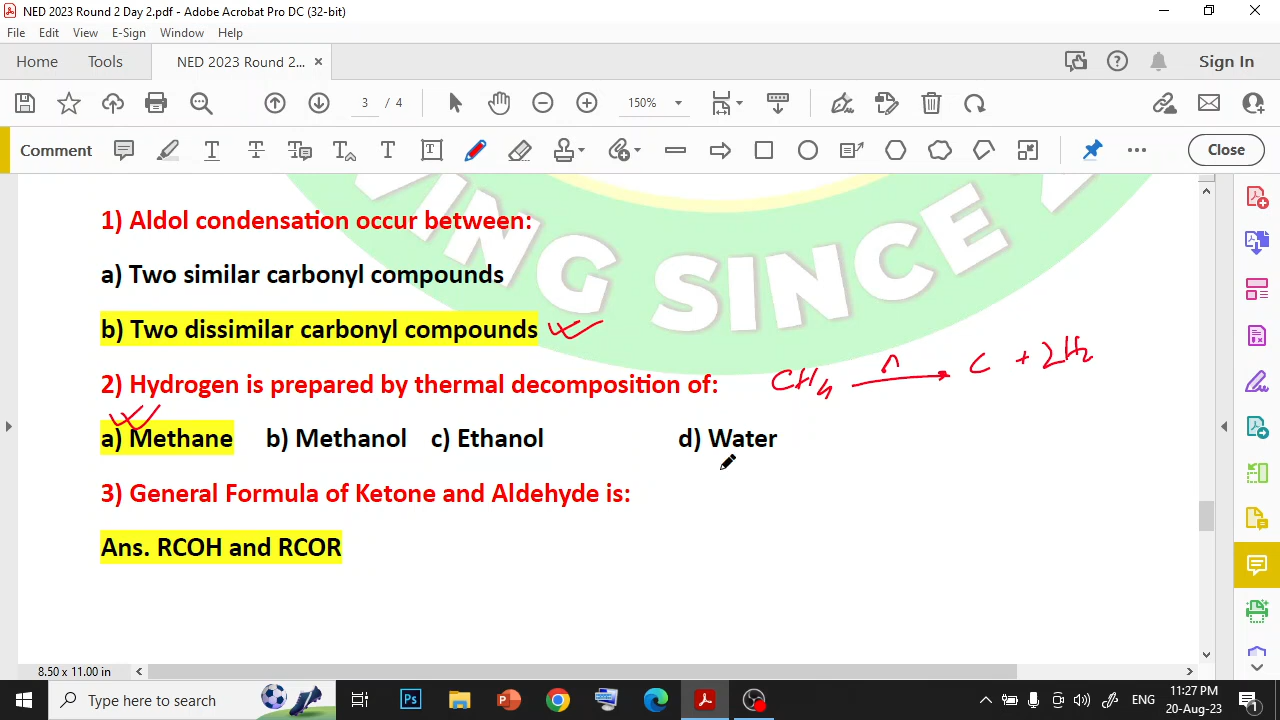 NED 2023 Round 2 Day 2.pdf - Adobe Acrobat Pro DC (32-bit)
File Edit View E-Sign Window Help
Home Tools NED 2023 Round 2... × Sign In
3 / 4 150%
Comment Close
VING SINCE
1) Aldol condensation occur between:
a) Two similar carbonyl compounds
b) Two dissimilar carbonyl compounds
2) Hydrogen is prepared by thermal decomposition of:
CH4 Δ → C + 2H2
a) Methane b) Methanol c) Ethanol d) Water
3) General Formula of Ketone and Aldehyde is:
Ans. RCOH and RCOR
8.50 x 11.00 in
Type here to search
Ps
ENG
11:27 PM
20-Aug-23
1